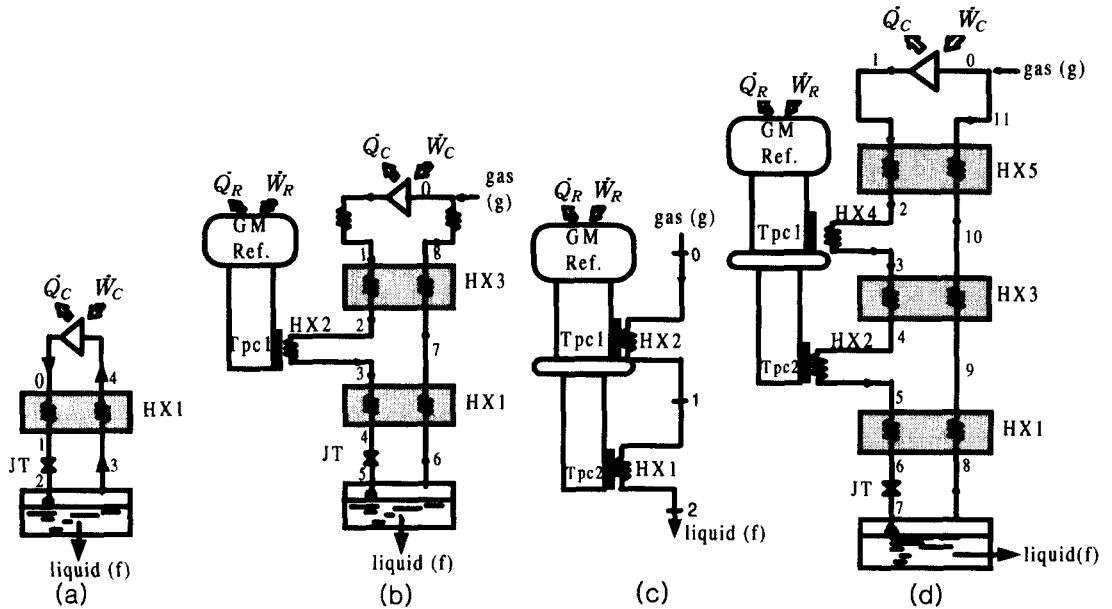 Q̇C ẆC
0 4
HX1
1
JT
2 3
liquid (f)
(a)
Q̇C ẆC
0 gas
(g)
Q̇R ẆR
GM
Ref.
1 8
HX3
2
Tpc1 HX2
7
3
HX1
4
JT 6
5
liquid (f)
(b)
gas (g)
0
Q̇R ẆR
GM
Ref.
Tpc1 HX2
1
Tpc2 HX1
2
liquid (f)
(c)
Q̇C ẆC
1 0
gas (g)
Q̇R ẆR
11
GM
Ref.
HX5
HX4 2
Tpc1
10
3
HX3
4
HX2
Tpc2
9
5
HX1
6 8
JT
7
liquid(f)
(d)